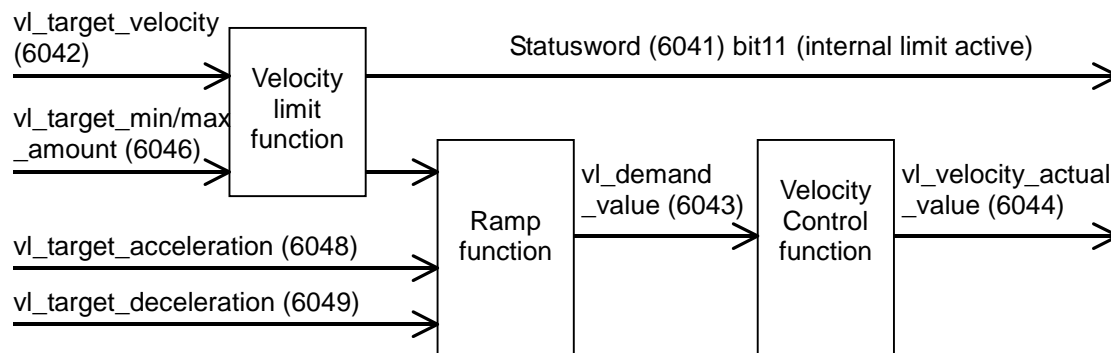 vl_target_velocity
(6042)
Statusword (6041) bit11 (internal limit active)
Velocity
limit
function
vl_target_min/max
_amount (6046)
vl_demand
_value (6043)
Velocity
Control
function
vl_velocity_actual
_value (6044)
Ramp
function
vl_target_acceleration (6048)
vl_target_deceleration (6049)